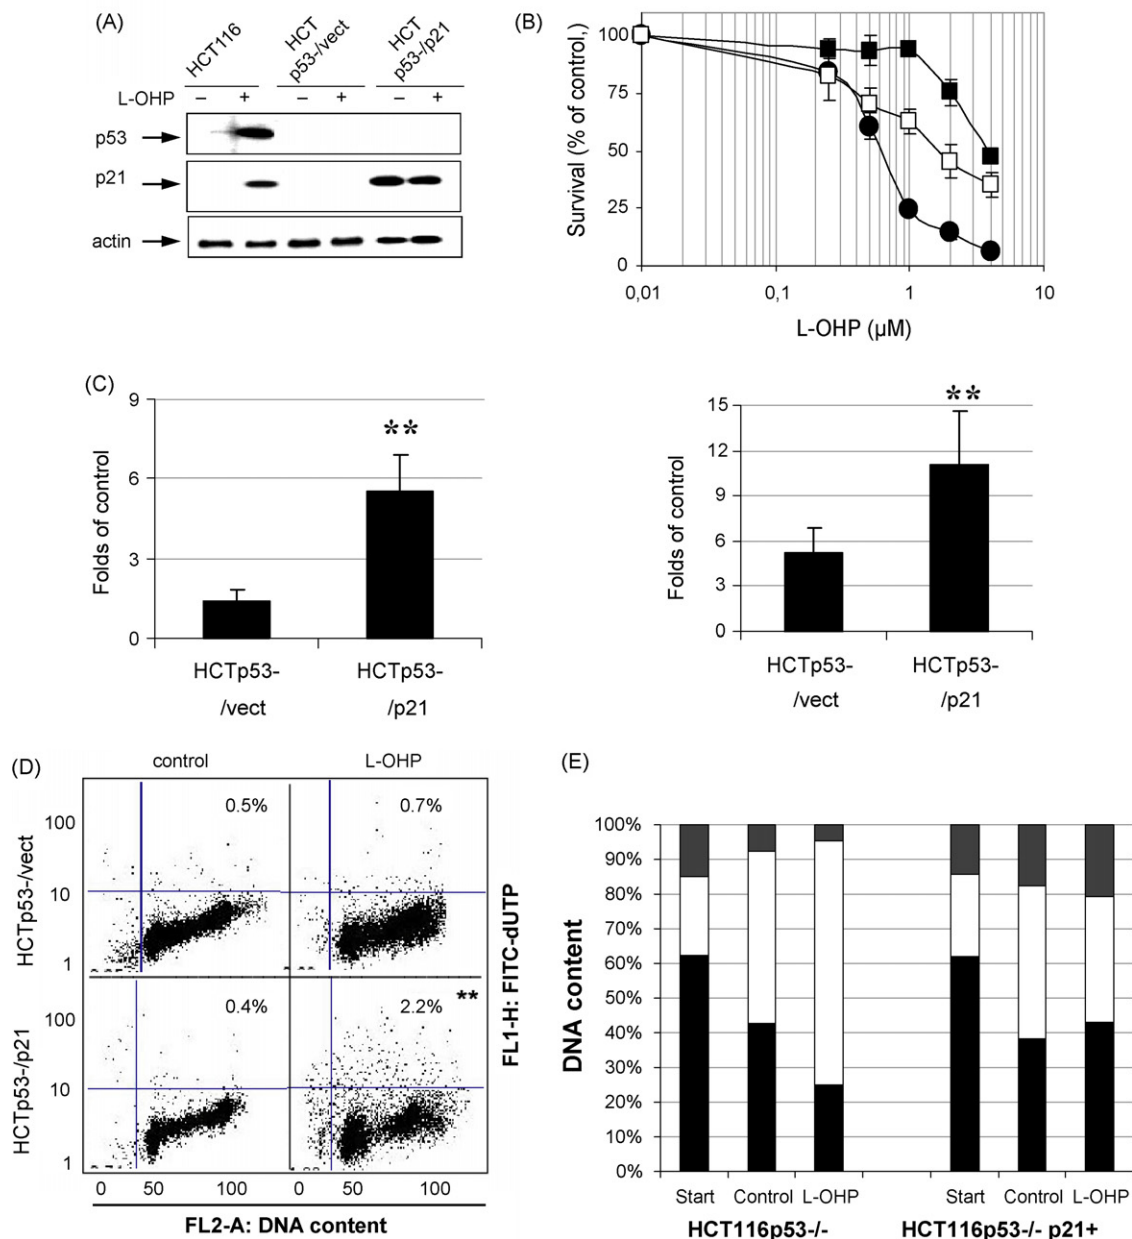 (A)
HCT116
HCT
p53-/vect
HCT
p53-/p21
L-OHP – + – + – +
p53
p21
actin
(B)
Survival (% of control,)
100
75
50
25
0
0,01 0,1 1 10
L-OHP (µM)
(C)
Folds of control
9
6
3
0
HCTp53-
/vect
HCTp53-
/p21
**
Folds of control
15
12
9
6
3
0
HCTp53-
/vect
HCTp53-
/p21
**
(D)
control L-OHP
HCTp53-/vect
100
10
1
0.5%
0.7%
HCTp53-/p21
100
10
1
0.4%
2.2%
**
0 50 100 0 50 100
FL2-A: DNA content
FL1-H: FITC-dUTP
(E)
DNA content
100%
90%
80%
70%
60%
50%
40%
30%
20%
10%
0%
Start Control L-OHP Start Control L-OHP
HCT116p53-/- HCT116p53-/- p21+